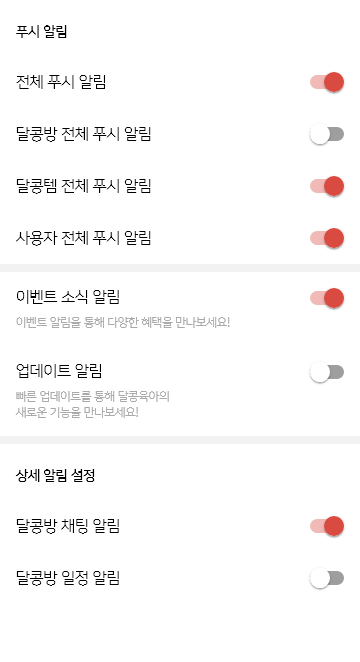 푸시 알림
전체 푸시 알림
달콩방 전체 푸시 알림
달콩템 전체 푸시 알림
사용자 전체 푸시 알림
이벤트 소식 알림
이벤트 알림을 통해 다양한 혜택을 만나보세요!
업데이트 알림
빠른 업데이트를 통해 달콩육아의
새로운 기능을 만나보세요!
상세 알림 설정
달콩방 채팅 알림
달콩방 일정 알림